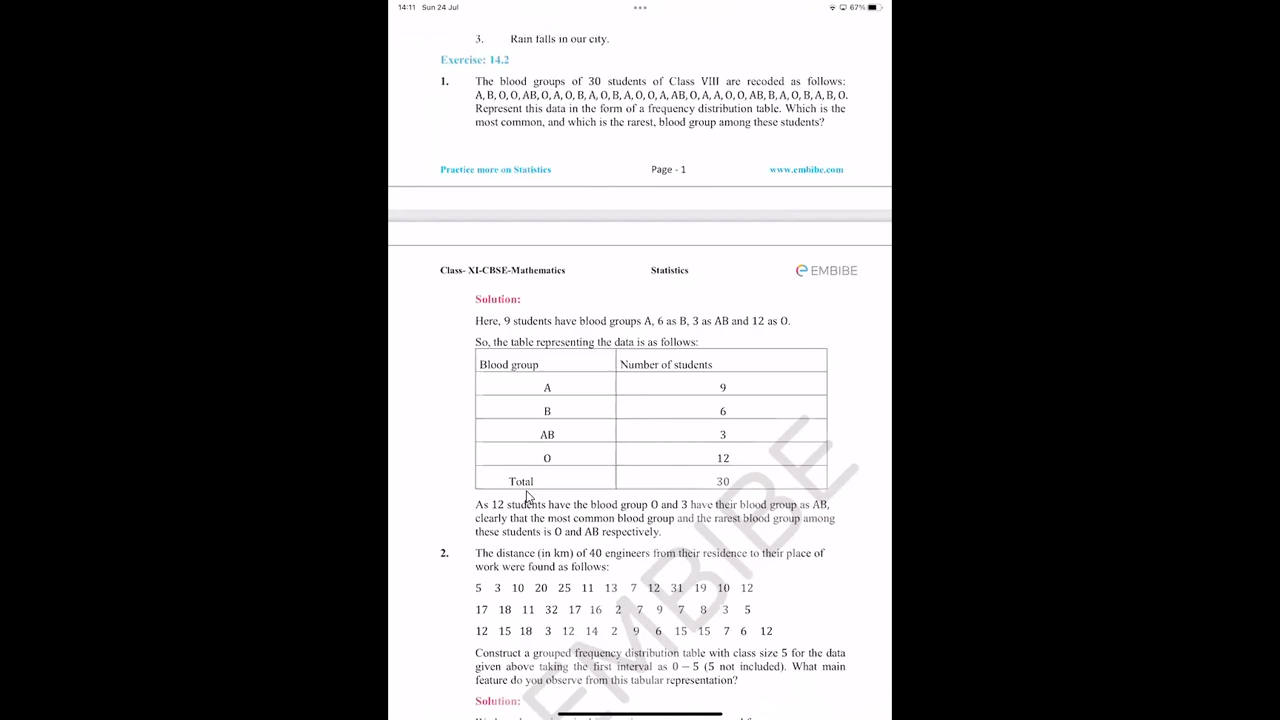 14:11 Sun 24 Jul
67%
3. Rain falls in our city.
Exercise: 14.2
1. The blood groups of 30 students of Class VIII are recoded as follows:
A, B, O, O, AB, O, A, O, B, A, O, B, A, O, O, A, AB, O, A, A, O, O, AB, B, A, O, B, A, B, O.
Represent this data in the form of a frequency distribution table. Which is the
most common, and which is the rarest, blood group among these students?
Practice more on Statistics Page - 1 www.embibe.com
Class- XI-CBSE-Mathematics Statistics EMBIBE
Solution:
Here, 9 students have blood groups A, 6 as B, 3 as AB and 12 as O.
So, the table representing the data is as follows:
Blood group Number of students
A 9
B 6
AB 3
O 12
Total 30
As 12 students have the blood group O and 3 have their blood group as AB,
clearly that the most common blood group and the rarest blood group among
these students is O and AB respectively.
2. The distance (in km) of 40 engineers from their residence to their place of
work were found as follows:
5 3 10 20 25 11 13 7 12 31 19 10 12
17 18 11 32 17 16 2 7 9 7 8 3 5
12 15 18 3 12 14 2 9 6 15 15 7 6 12
Construct a grouped frequency distribution table with class size 5 for the data
given above taking the first interval as 0 – 5 (5 not included). What main
feature do you observe from this tabular representation?
Solution:
EMBIBE